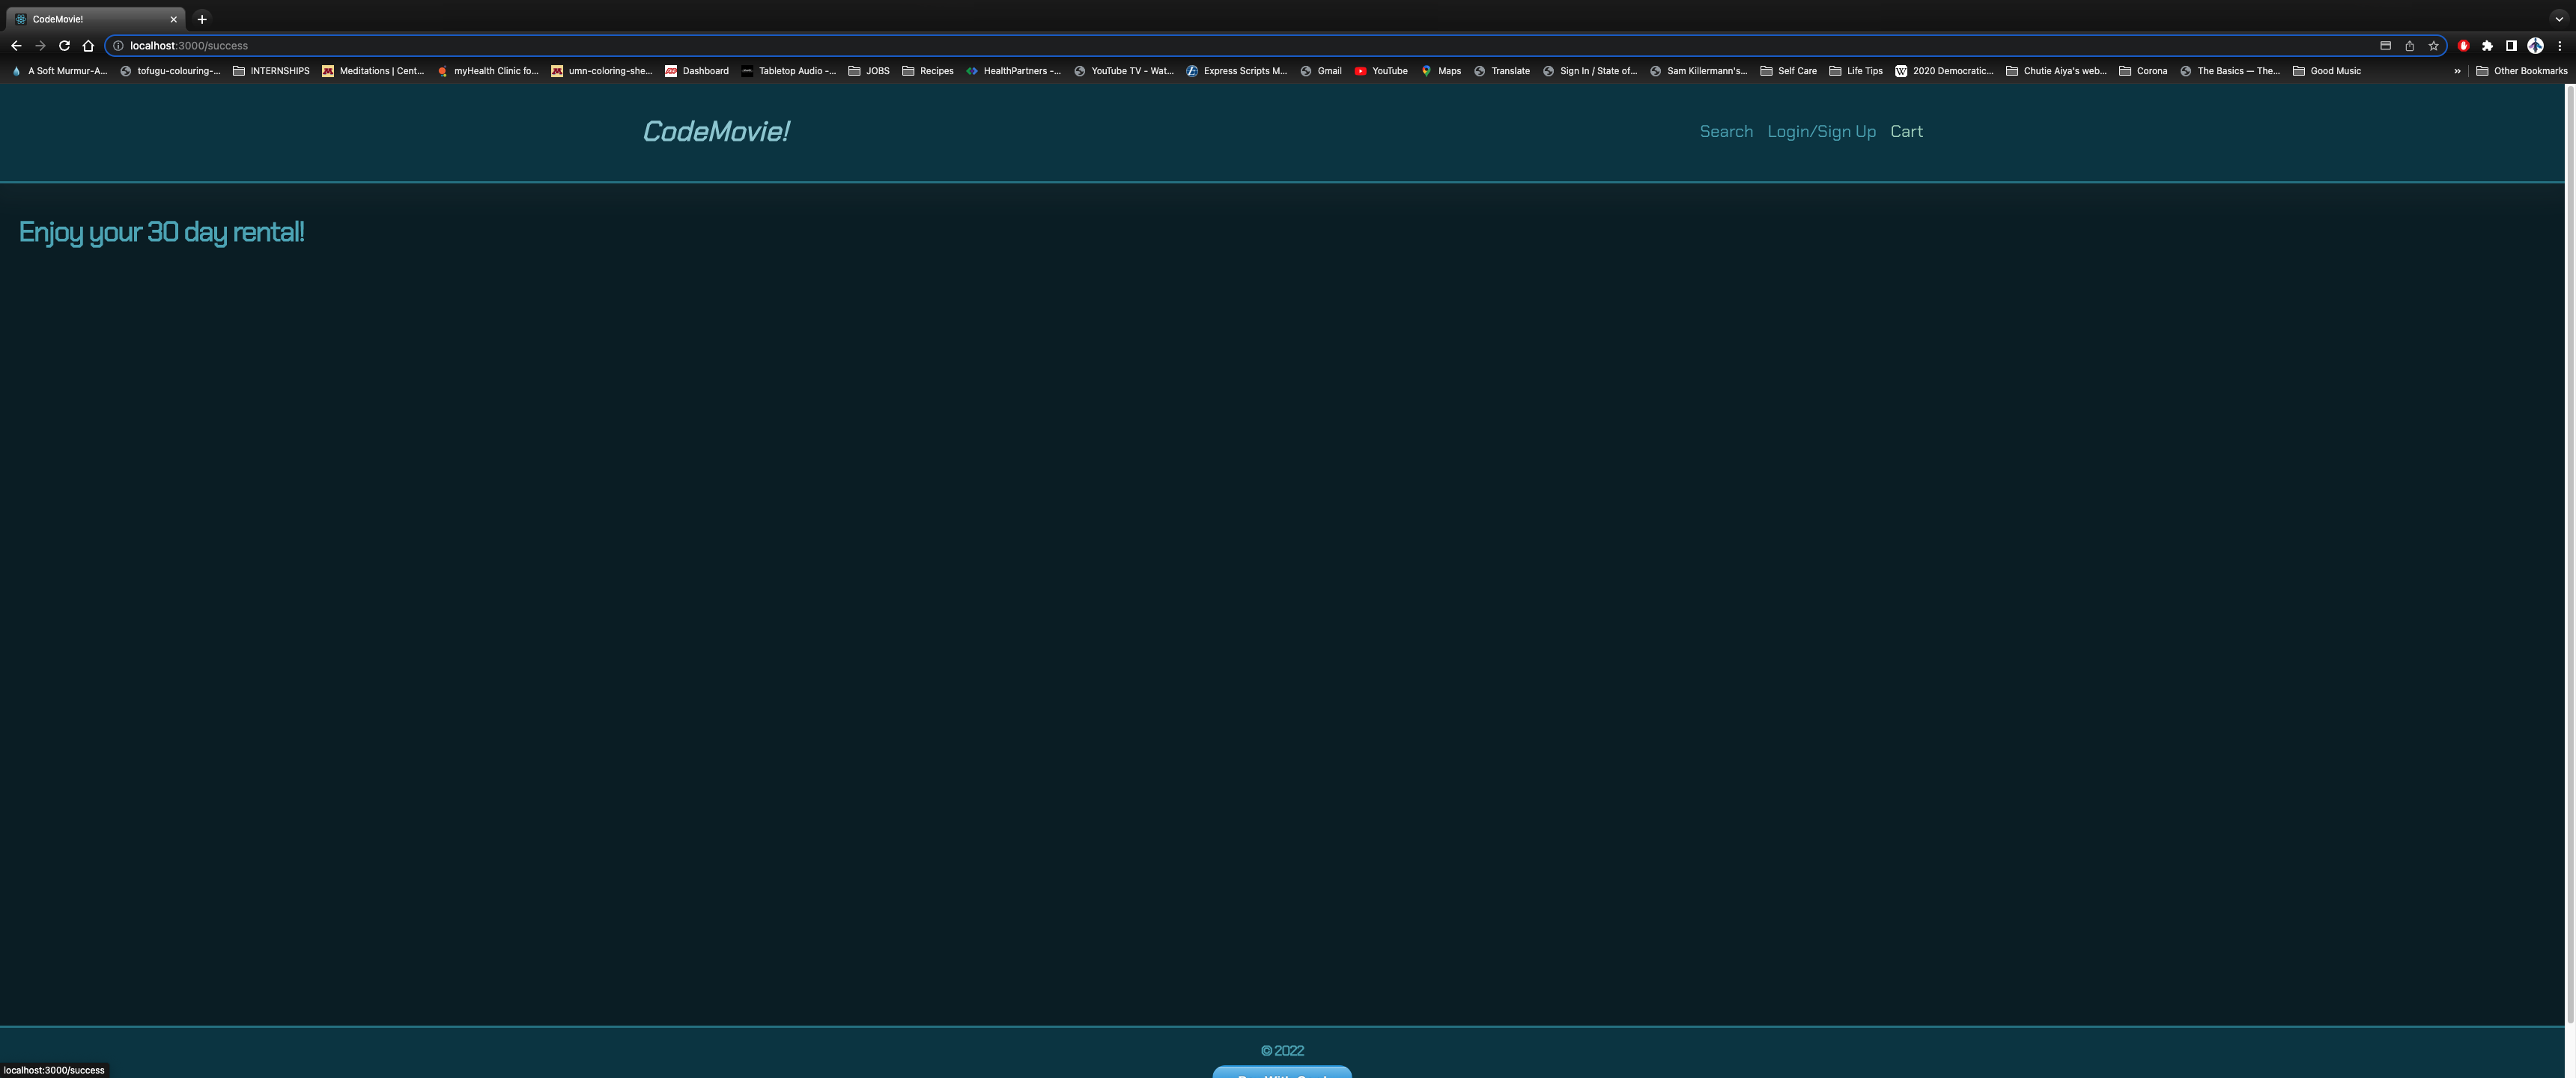 CodeMovie!
localhost:3000/success
A Soft Murmur-A... tofugu-colouring-... INTERNSHIPS Meditations | Cent... myHealth Clinic fo... umn-coloring-she... Dashboard Tabletop Audio -... JOBS Recipes HealthPartners -... YouTube TV - Wat... Express Scripts M... Gmail YouTube Maps Translate Sign In / State of... Sam Killermann's... Self Care Life Tips 2020 Democratic... Chutie Aiya's web... Corona The Basics — The... Good Music » Other Bookmarks
CodeMovie! Search Login/Sign Up Cart
Enjoy your 30 day rental!
© 2022
localhost:3000/success